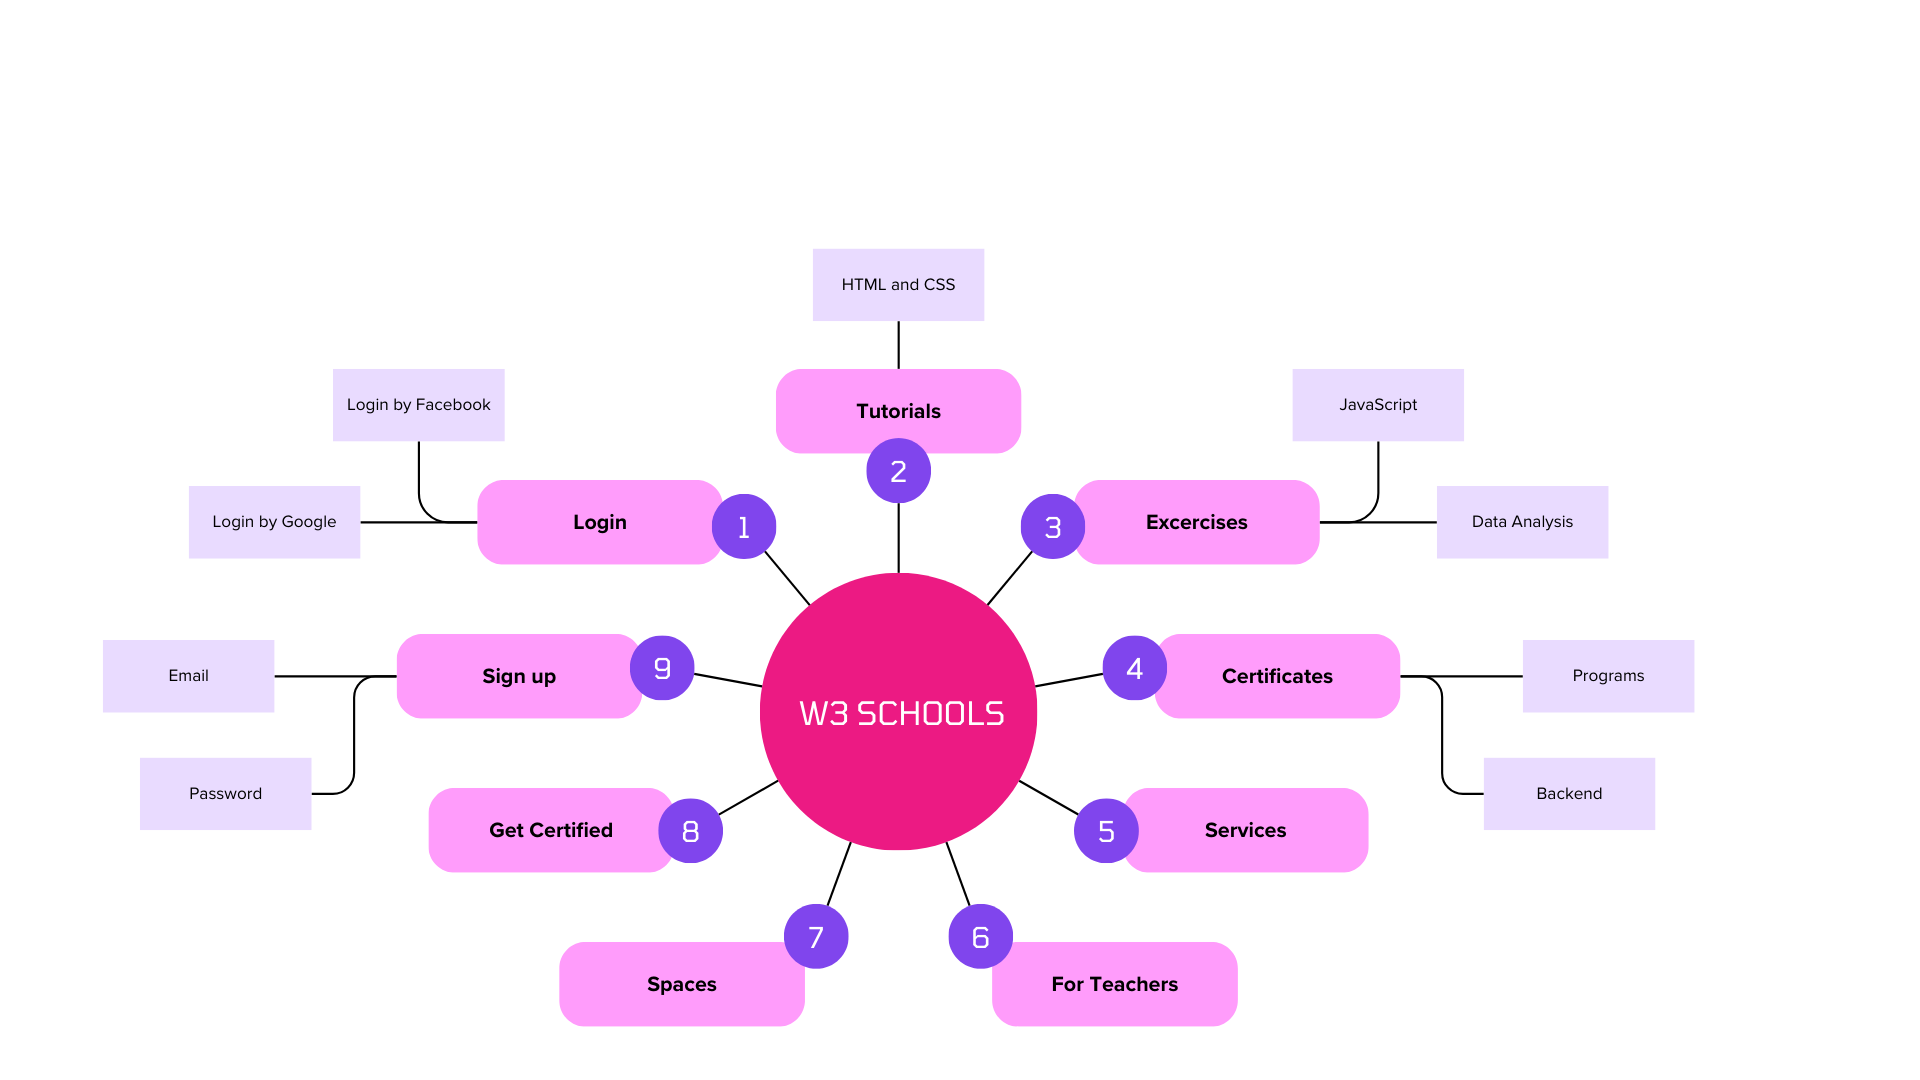 HTML and CSS
Login by Facebook
Tutorials
JavaScript
2
Login by Google
Login
1
3
Excercises
Data Analysis
Email
Sign up
9
4
Certificates
Programs
W3 SCHOOLS
Password
Backend
Get Certified
8
5
Services
7
6
Spaces
For Teachers